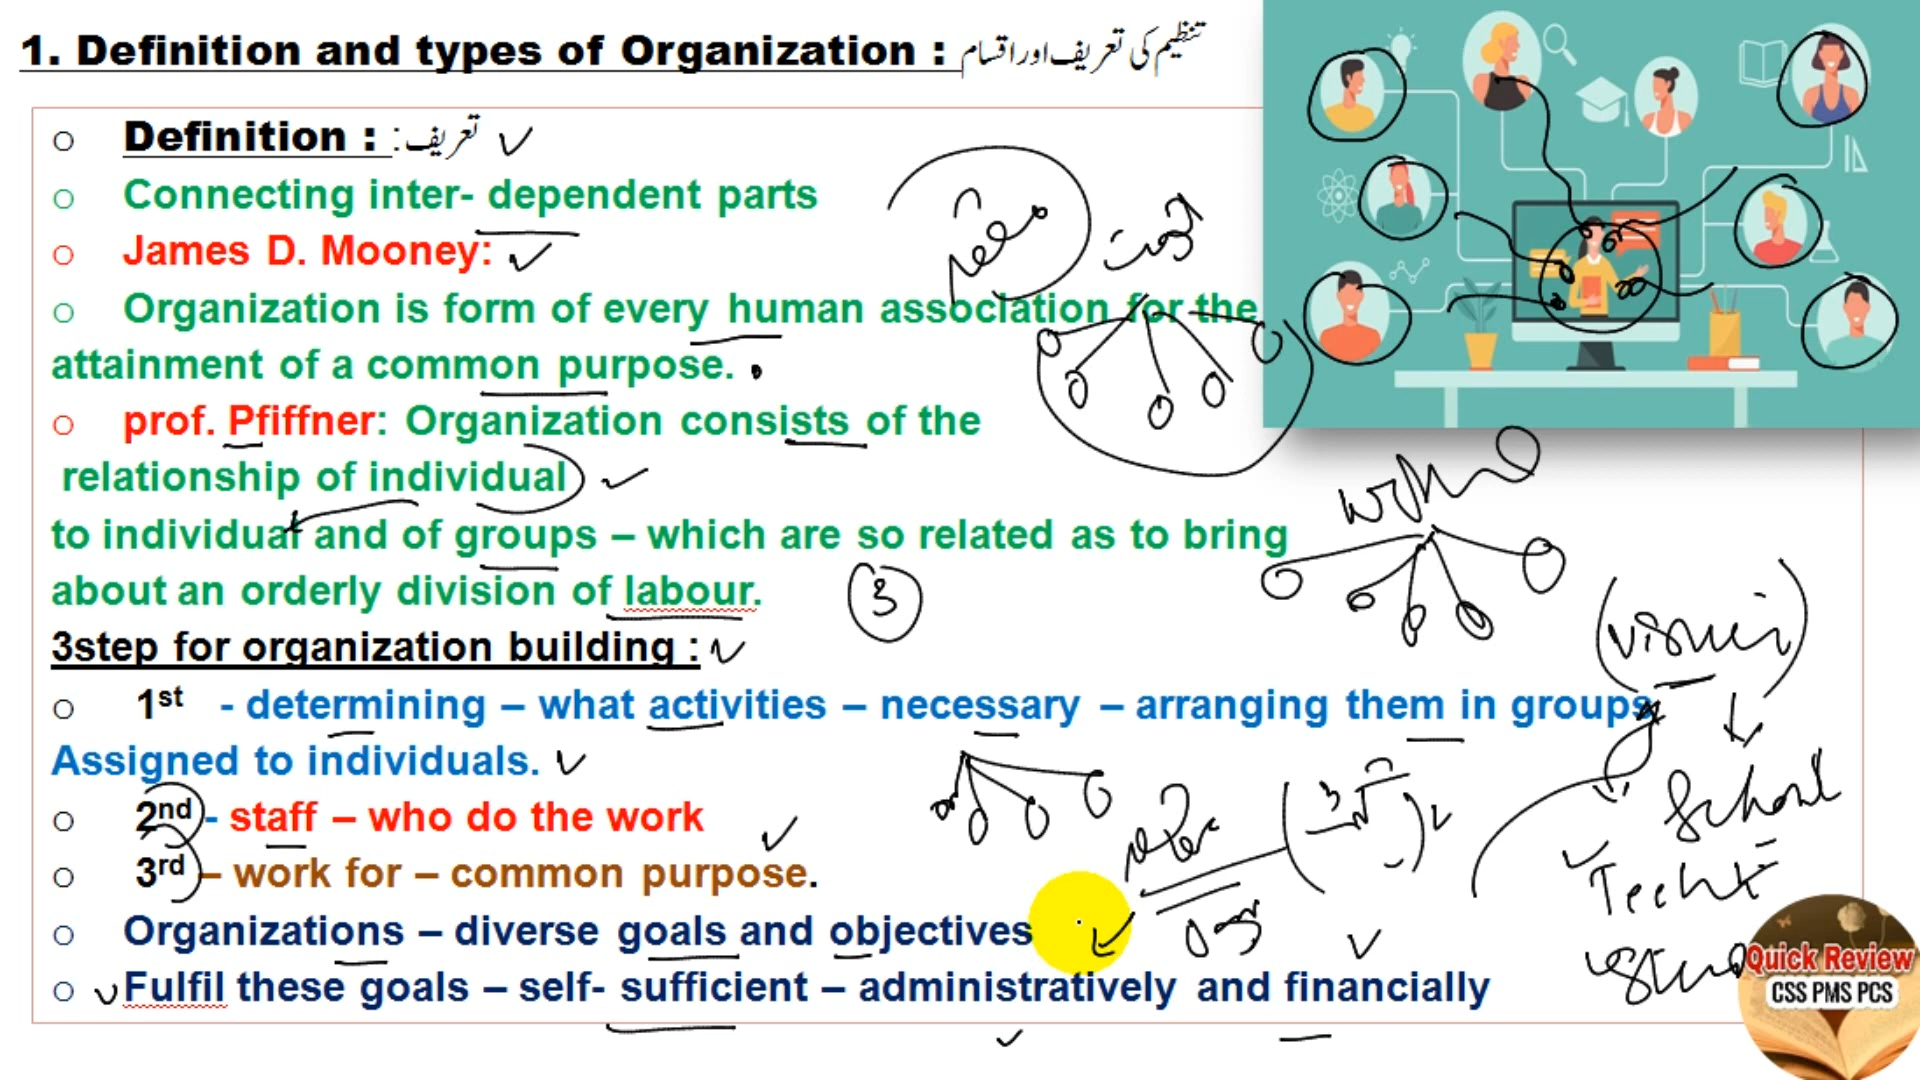 1. Definition and types of Organization : تنظیم کی تعریف اور اقسام
○ Definition : : تعریف
○ Connecting inter- dependent parts
○ James D. Mooney:
○ Organization is form of every human association for the
attainment of a common purpose.
○ prof. Pfiffner: Organization consists of the
relationship of individual
to individual and of groups – which are so related as to bring
about an orderly division of labour.
3
3step for organization building :
○ 1st - determining – what activities – necessary – arranging them in groups
Assigned to individuals.
○ 2nd - staff – who do the work
School
○ 3rd – work for – common purpose.
○ Organizations – diverse goals and objectives
○ Fulfil these goals – self- sufficient – administratively and financially
Quick Review
CSS PMS PCS